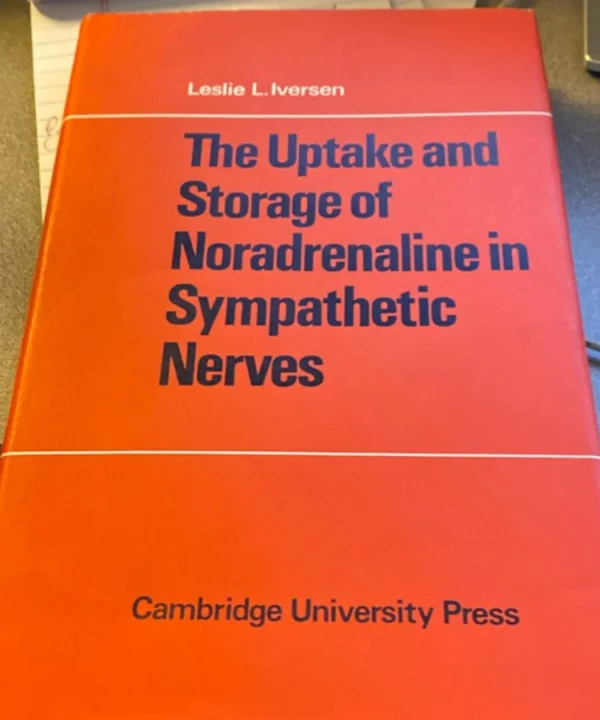 Leslie L. Iversen
The Uptake and
Storage of
Noradrenaline in
Sympathetic
Nerves
Cambridge University Press